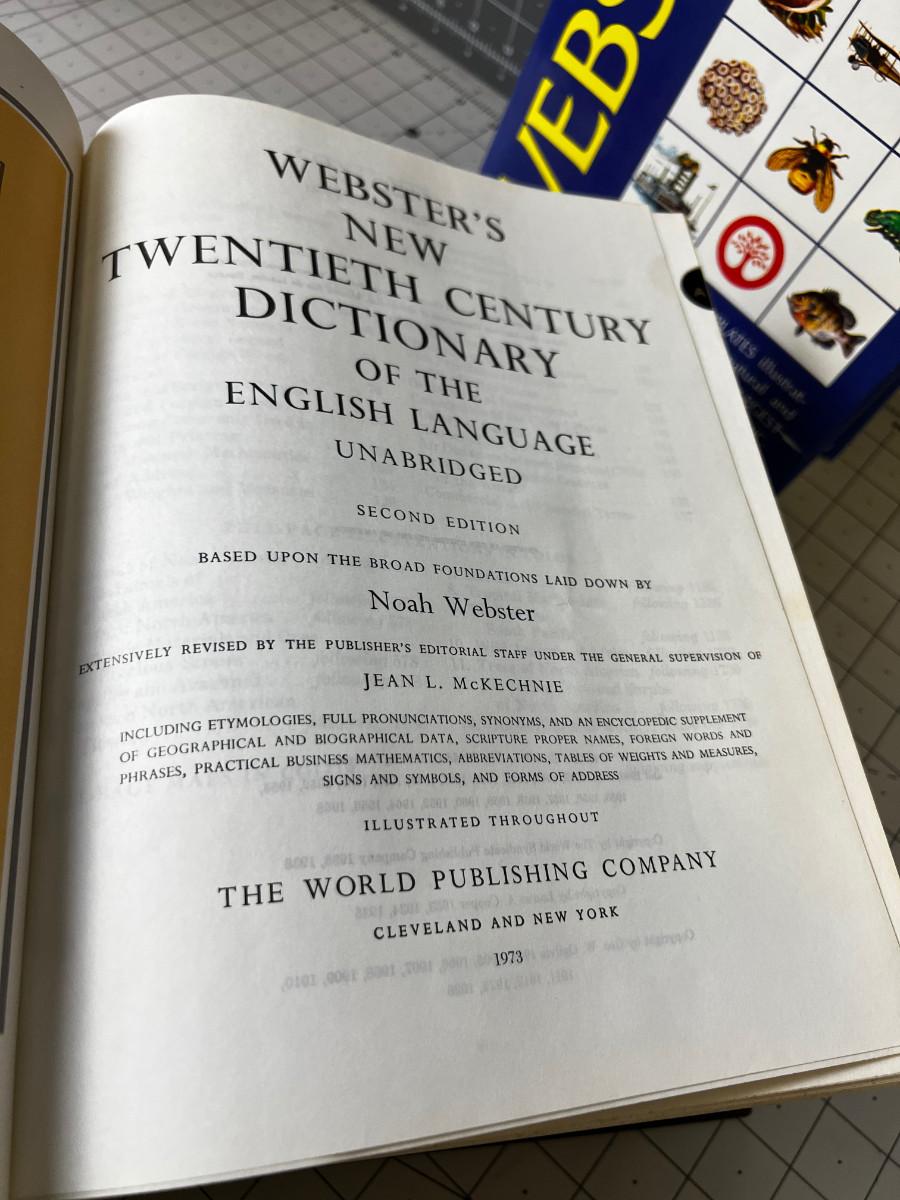 WEBSTER'S
NEW
TWENTIETH CENTURY
DICTIONARY
OF THE
ENGLISH LANGUAGE
UNABRIDGED
SECOND EDITION
BASED UPON THE BROAD FOUNDATIONS LAID DOWN BY
Noah Webster
EXTENSIVELY REVISED BY THE PUBLISHER'S EDITORIAL STAFF UNDER THE GENERAL SUPERVISION OF
JEAN L. McKECHNIE
INCLUDING ETYMOLOGIES, FULL PRONUNCIATIONS, SYNONYMS, AND AN ENCYCLOPEDIC SUPPLEMENT
OF GEOGRAPHICAL AND BIOGRAPHICAL DATA, SCRIPTURE PROPER NAMES, FOREIGN WORDS AND
PHRASES, PRACTICAL BUSINESS MATHEMATICS, ABBREVIATIONS, TABLES OF WEIGHTS AND MEASURES,
SIGNS AND SYMBOLS, AND FORMS OF ADDRESS
ILLUSTRATED THROUGHOUT
THE WORLD PUBLISHING COMPANY
CLEVELAND AND NEW YORK
1973